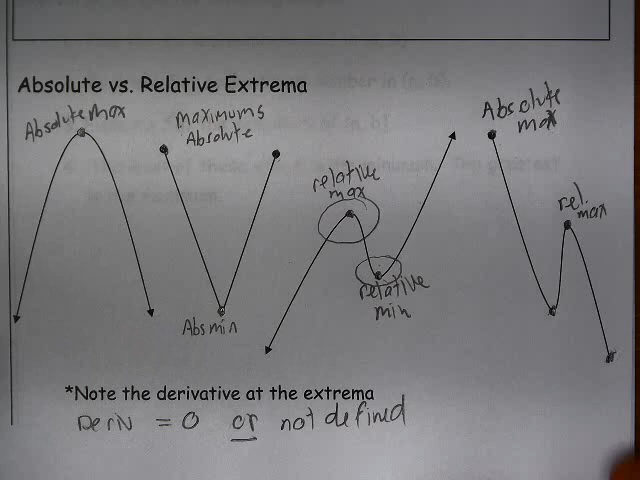 Absolute vs. Relative Extrema
Absolute max
maximums
Absolute
Abs min
relative
max
relative
min
Absolute
max
rel.
max
*Note the derivative at the extrema
Deriv = 0 or not defined